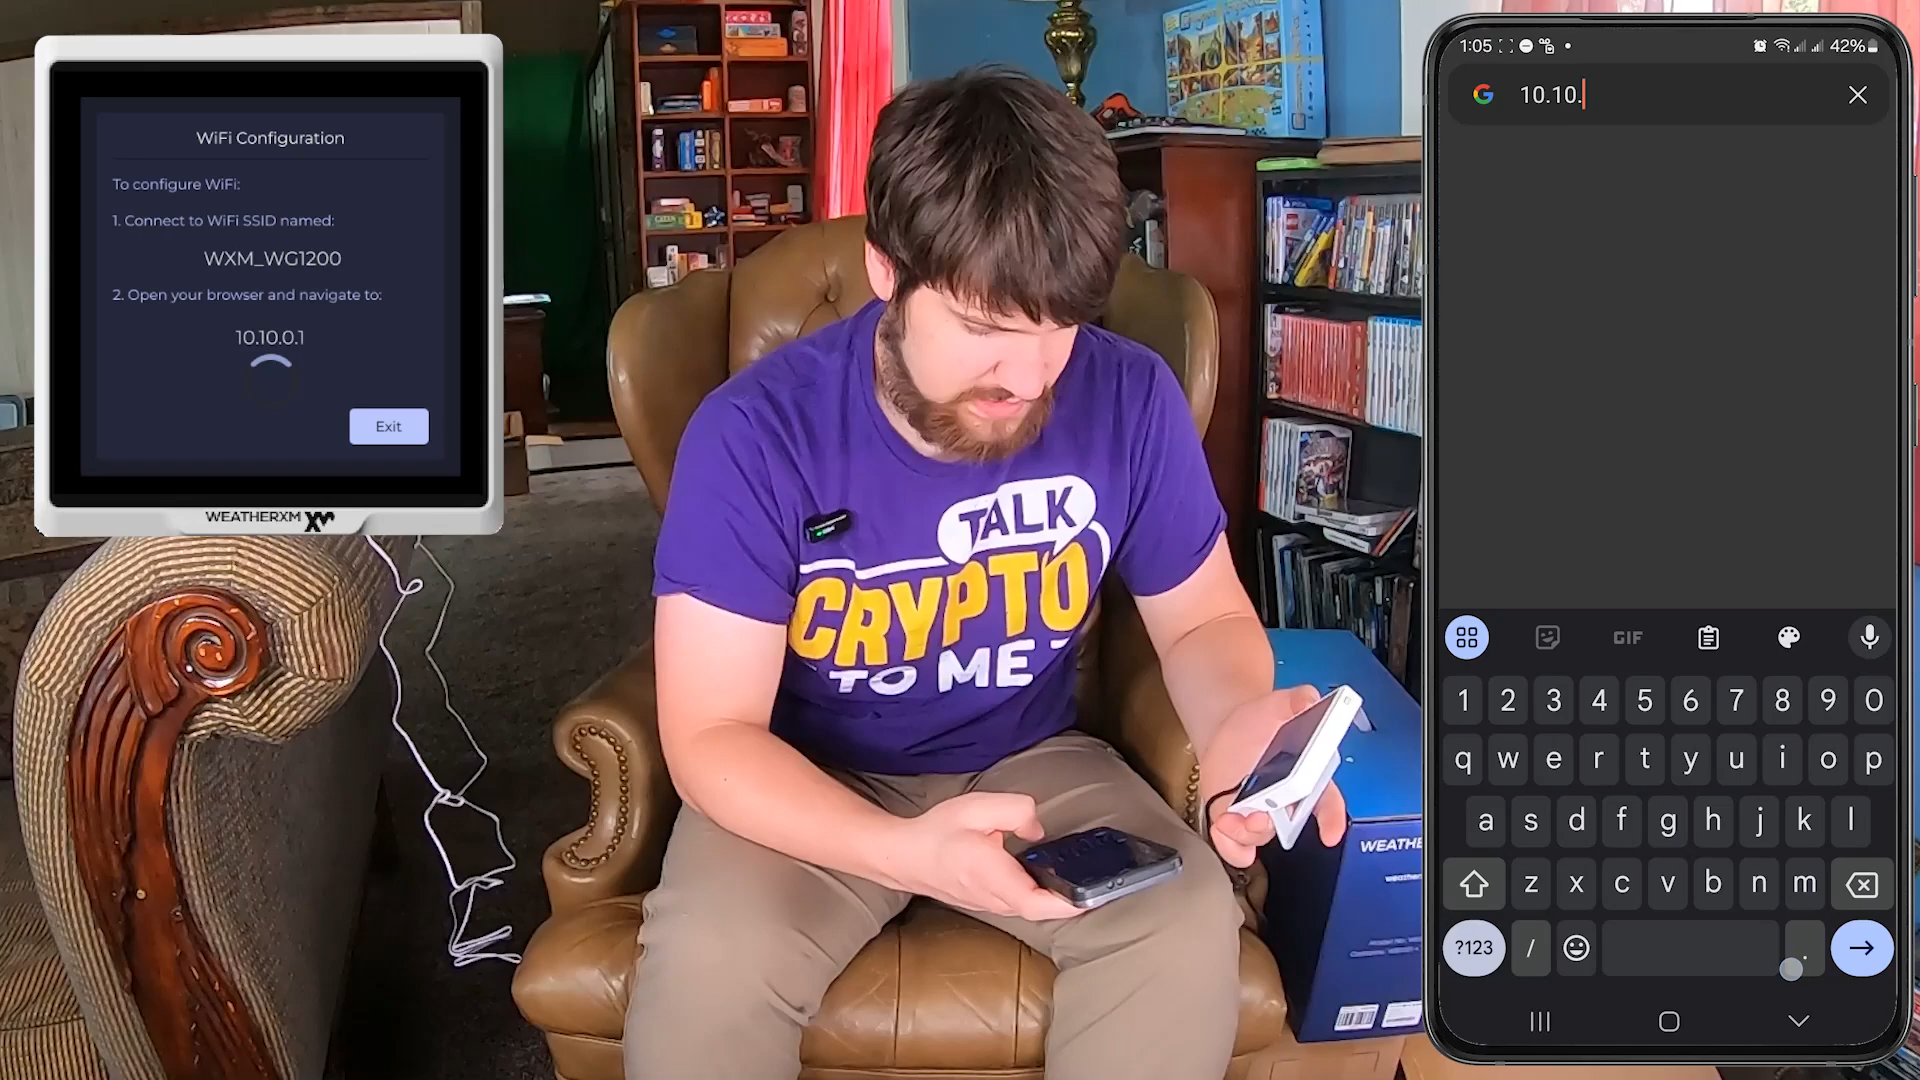 WiFi Configuration
To configure WiFi:
1. Connect to WiFi SSID named:
WXM_WG1200
2. Open your browser and navigate to:
10.10.0.1
Exit
WEATHERXM
TALK
CRYPTO
TO ME
WEATHE
1:05
42%
10.10.
GIF
1 2 3 4 5 6 7 8 9 0
q w e r t y u i o p
a s d f g h j k l
z x c v b n m
?123 / .